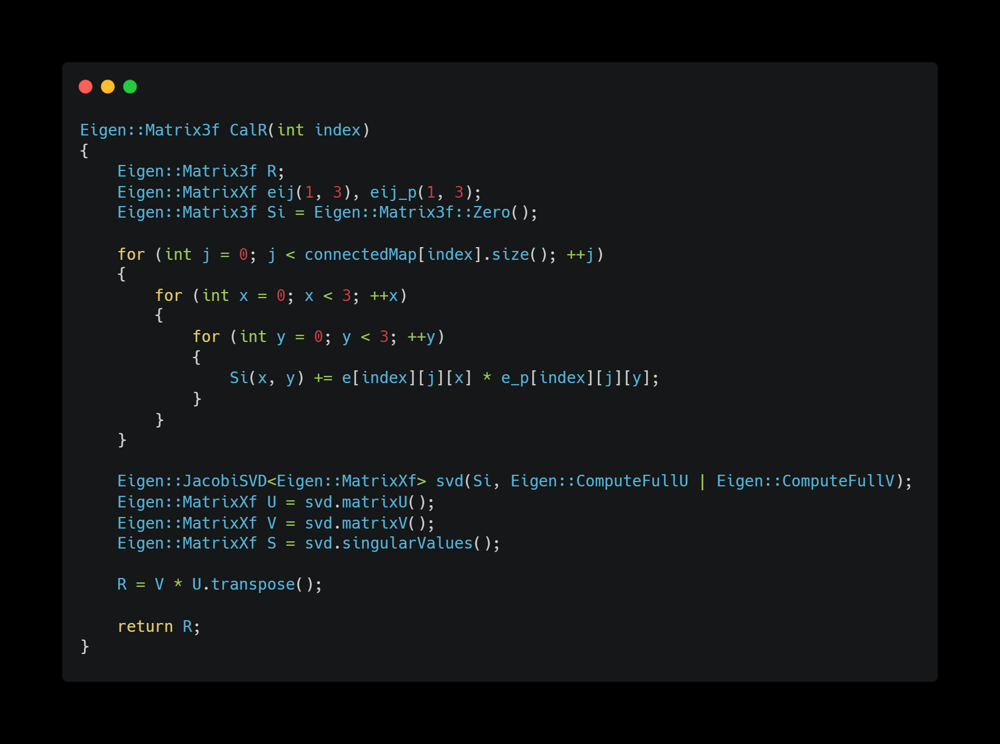 Eigen::Matrix3f CalR(int index)
{
    Eigen::Matrix3f R;
    Eigen::MatrixXf eij(1, 3), eij_p(1, 3);
    Eigen::Matrix3f Si = Eigen::Matrix3f::Zero();

    for (int j = 0; j < connectedMap[index].size(); ++j)
    {
        for (int x = 0; x < 3; ++x)
        {
            for (int y = 0; y < 3; ++y)
            {
                Si(x, y) += e[index][j][x] * e_p[index][j][y];
            }
        }
    }

    Eigen::JacobiSVD<Eigen::MatrixXf> svd(Si, Eigen::ComputeFullU | Eigen::ComputeFullV);
    Eigen::MatrixXf U = svd.matrixU();
    Eigen::MatrixXf V = svd.matrixV();
    Eigen::MatrixXf S = svd.singularValues();

    R = V * U.transpose();

    return R;
}